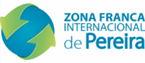 ZONA FRANCA
INTERNACIONAL
de Pereira